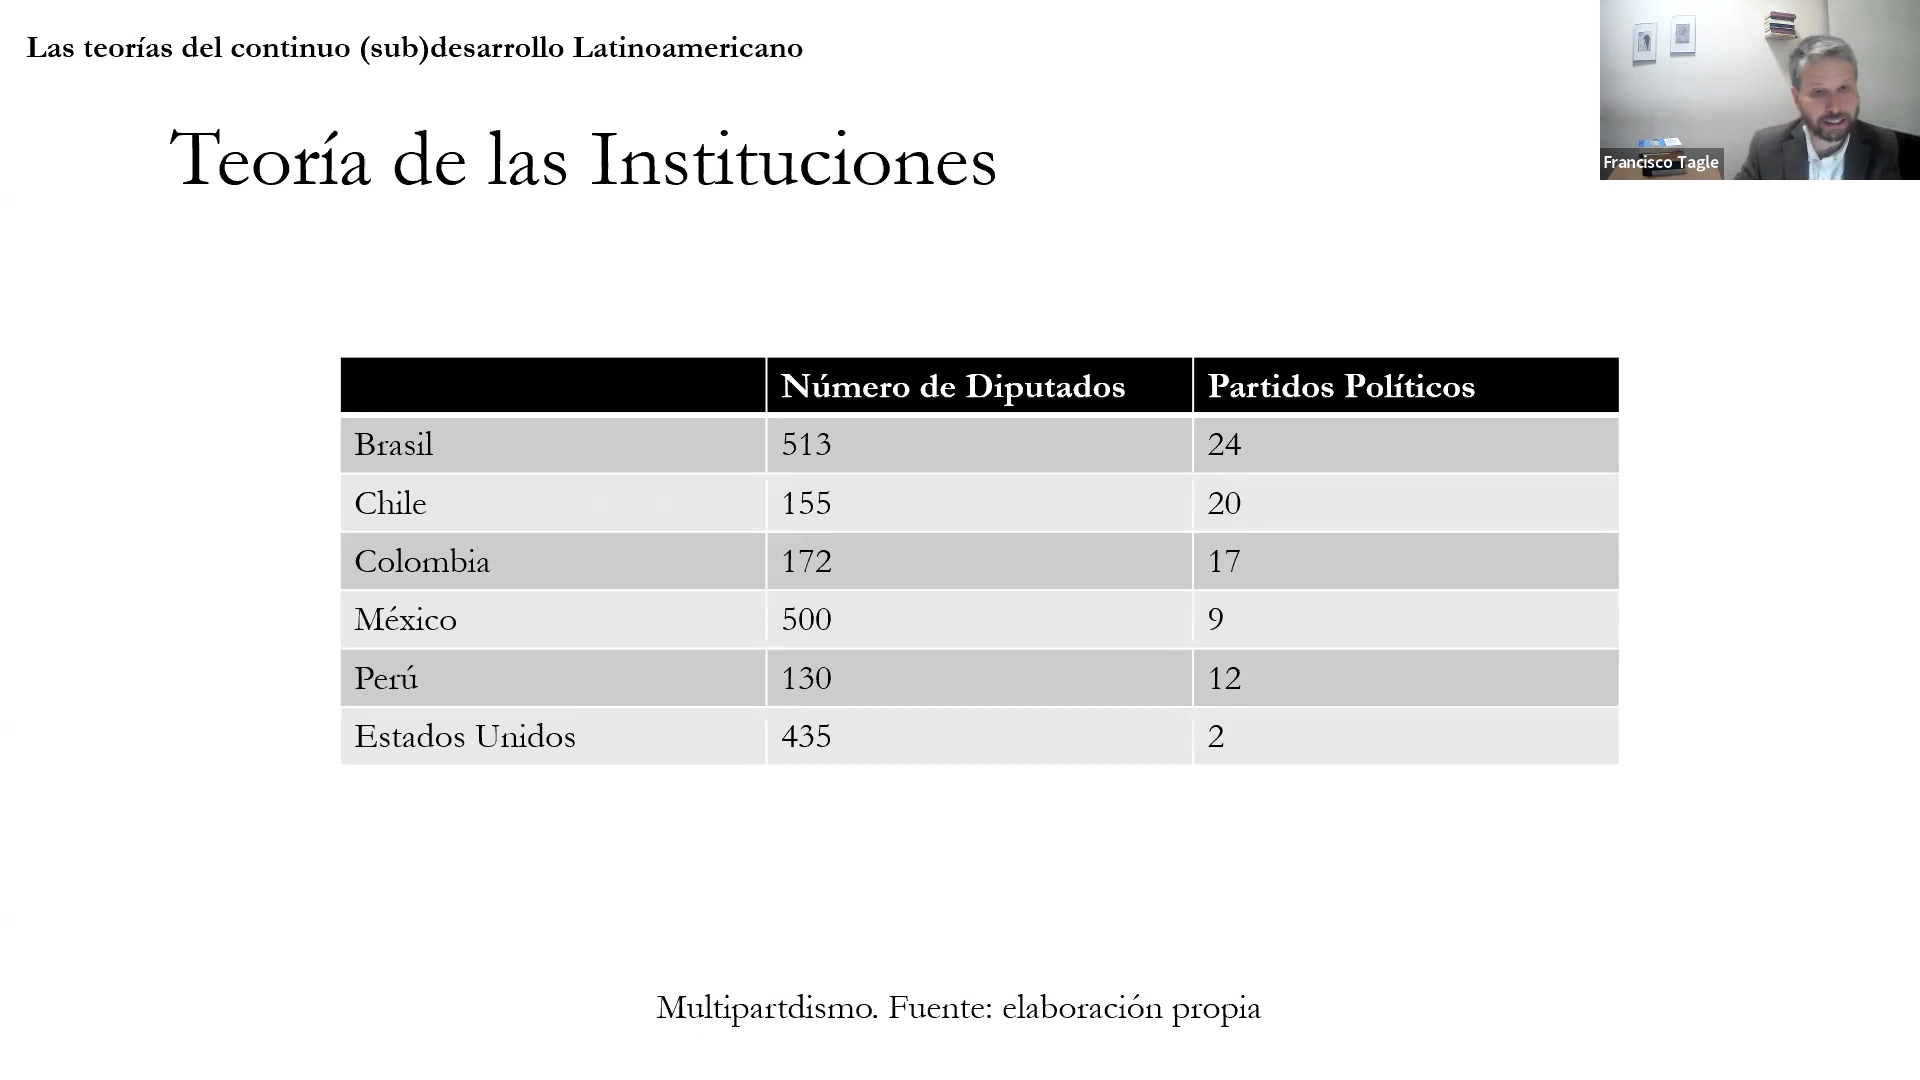 Las teorías del continuo (sub)desarrollo Latinoamericano
Francisco Tagle
Teoría de las Instituciones
Número de Diputados Partidos Políticos
Brasil 513 24
Chile 155 20
Colombia 172 17
México 500 9
Perú 130 12
Estados Unidos 435 2
Multipartdismo. Fuente: elaboración propia